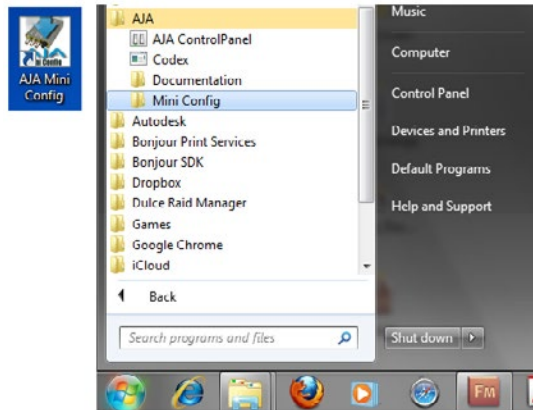 AJA Mini
Config
AJA
AJA ControlPanel
Codex
Documentation
Mini Config
Autodesk
Bonjour Print Services
Bonjour SDK
Dropbox
Dulce Raid Manager
Games
Google Chrome
iCloud
Back
Search programs and files
Music
Computer
Control Panel
Devices and Printers
Default Programs
Help and Support
Shut down
FM